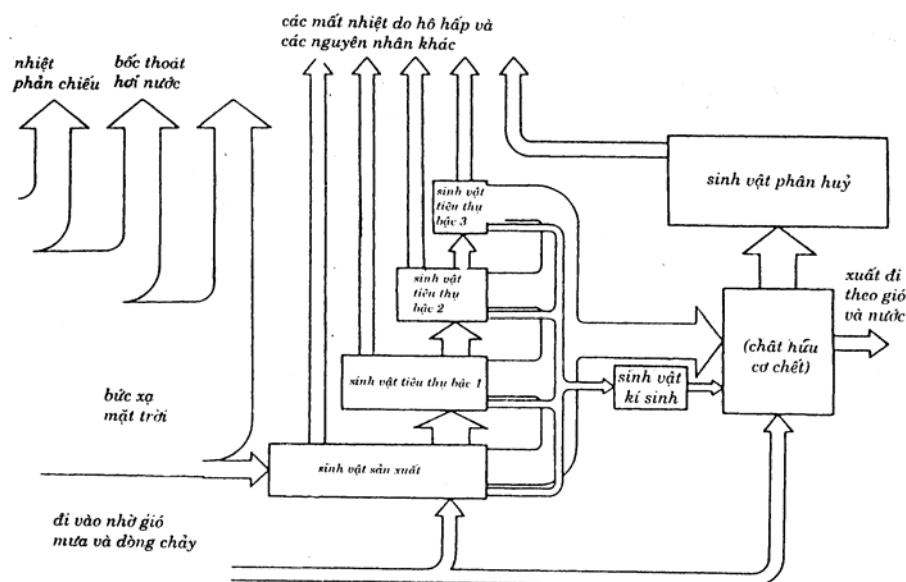 các mất nhiệt do hô hấp và
các nguyên nhân khác
nhiệt
phản chiếu
bốc thoát
hơi nước
sinh vật phân huỷ
sinh vật
tiêu thụ
bậc 3
sinh vật
tiêu thụ
bậc 2
xuất đi
theo gió
và nước
(chât hữu
cơ chết)
sinh vật tiêu thụ bậc 1
sinh vật
kí sinh
bức xạ
mặt trời
sinh vật sản xuất
đi vào nhờ gió
mưa và dòng chảy